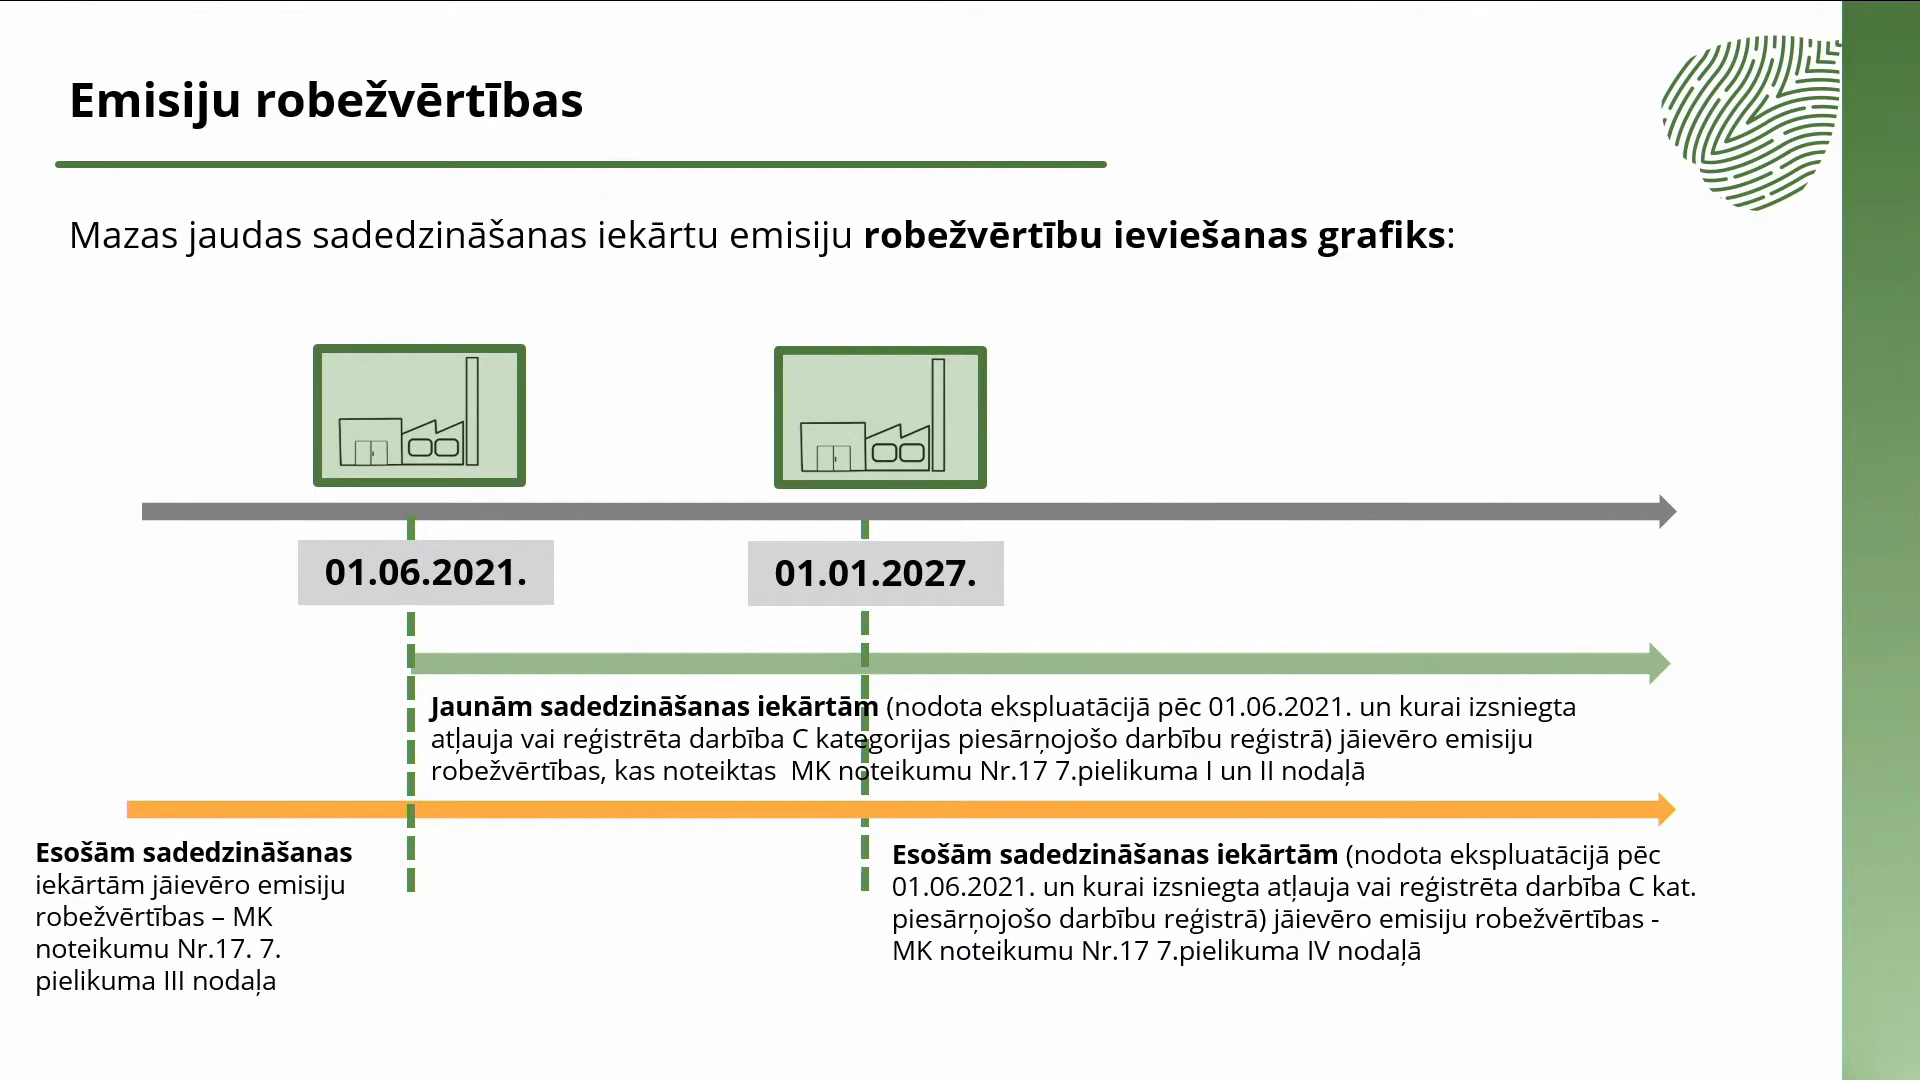 Emisiju robežvērtības
Mazas jaudas sadedzināšanas iekārtu emisiju robežvērtību ieviešanas grafiks:
01.06.2021.
01.01.2027.
Jaunām sadedzināšanas iekārtām (nodota ekspluatācijā pēc 01.06.2021. un kurai izsniegta
atļauja vai reģistrēta darbība C kategorijas piesārņojošo darbību reģistrā) jāievēro emisiju
robežvērtības, kas noteiktas MK noteikumu Nr.17 7.pielikuma I un II nodaļā
Esošām sadedzināšanas
iekārtām jāievēro emisiju
robežvērtības – MK
noteikumu Nr.17. 7.
pielikuma III nodaļa
Esošām sadedzināšanas iekārtām (nodota ekspluatācijā pēc
01.06.2021. un kurai izsniegta atļauja vai reģistrēta darbība C kat.
piesārņojošo darbību reģistrā) jāievēro emisiju robežvērtības -
MK noteikumu Nr.17 7.pielikuma IV nodaļā